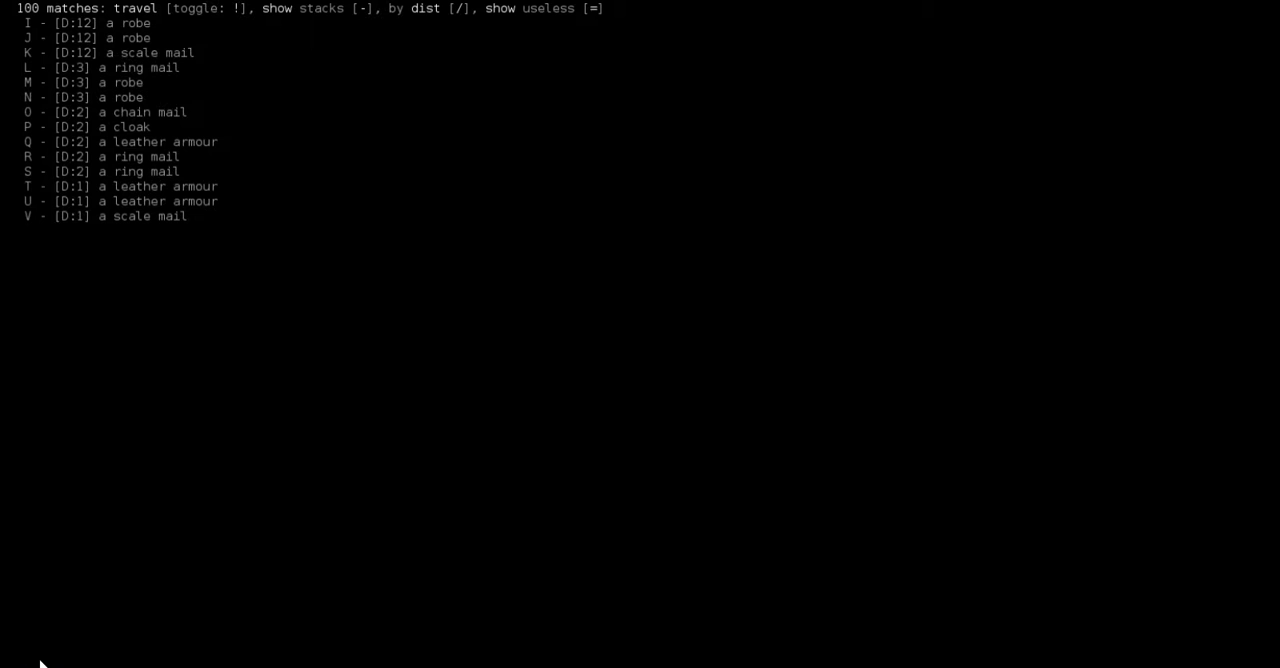 100 matches: travel [toggle: !], show stacks [-], by dist [/], show useless [=]
I - [D:12] a robe
J - [D:12] a robe
K - [D:12] a scale mail
L - [D:3] a ring mail
M - [D:3] a robe
N - [D:3] a robe
O - [D:2] a chain mail
P - [D:2] a cloak
Q - [D:2] a leather armour
R - [D:2] a ring mail
S - [D:2] a ring mail
T - [D:1] a leather armour
U - [D:1] a leather armour
V - [D:1] a scale mail